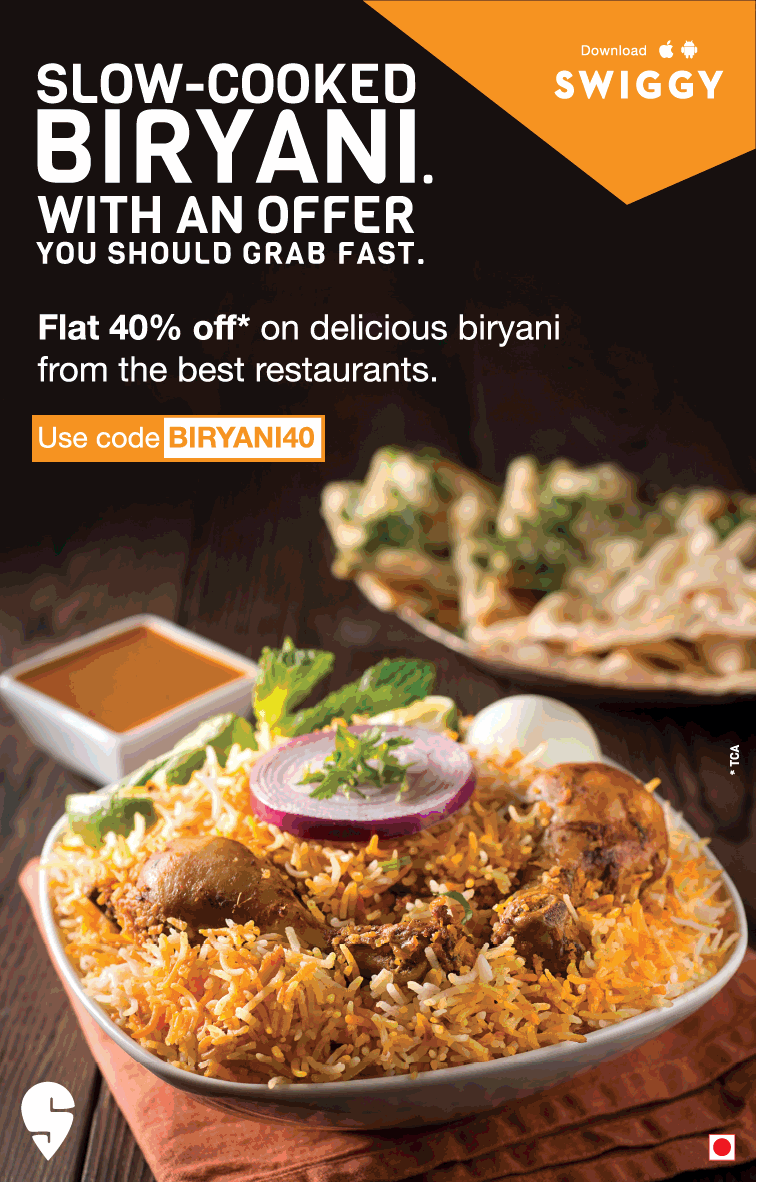 Download
SWIGGY
SLOW-COOKED
BIRYANI.
WITH AN OFFER
YOU SHOULD GRAB FAST.
Flat 40% off* on delicious biryani
from the best restaurants.
Use code BIRYANI40
* TCA